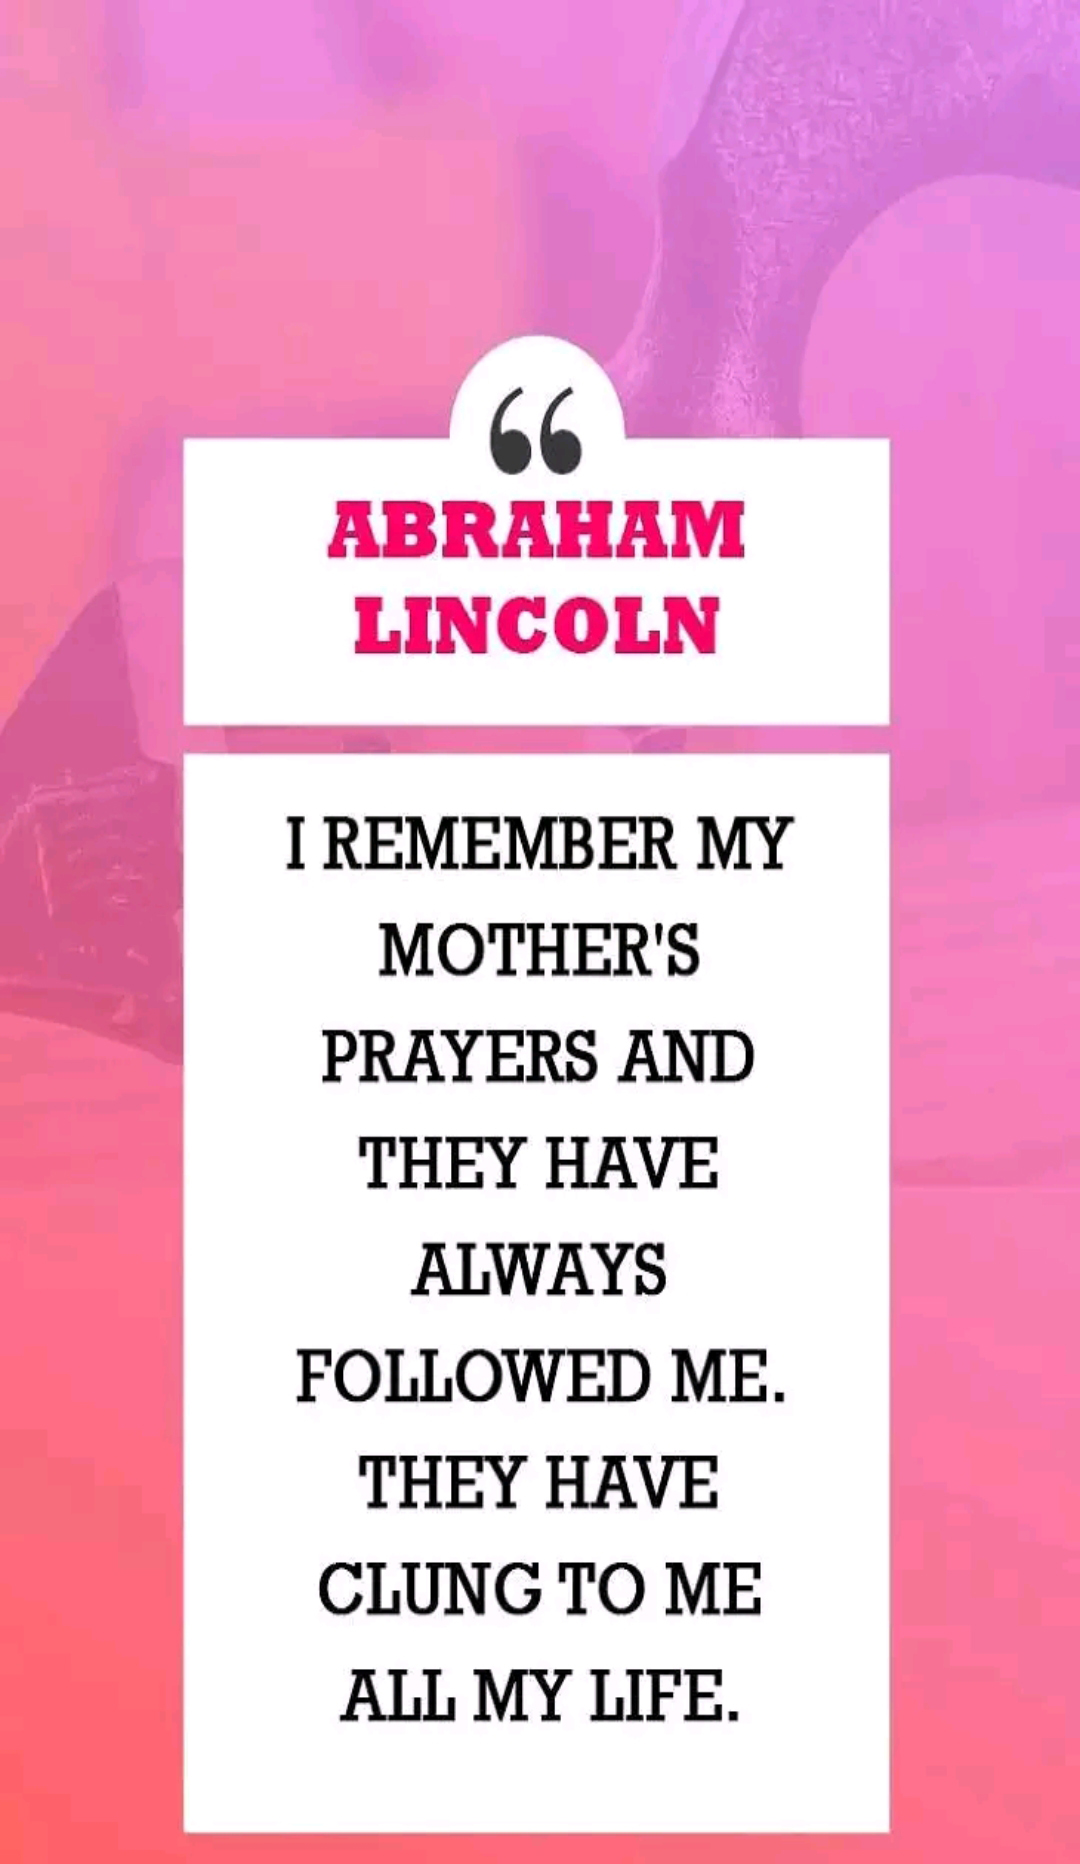 “
ABRAHAM
LINCOLN
I REMEMBER MY
MOTHER'S
PRAYERS AND
THEY HAVE
ALWAYS
FOLLOWED ME.
THEY HAVE
CLUNG TO ME
ALL MY LIFE.